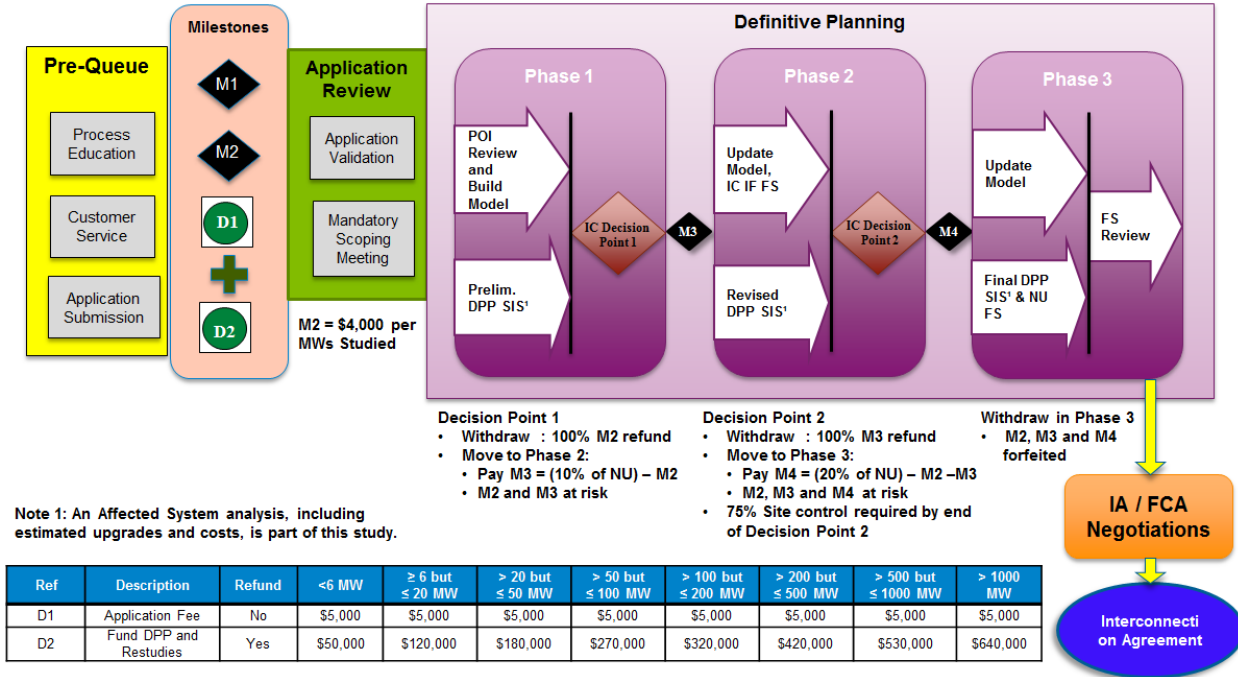 Milestones
Definitive Planning
Pre-Queue
Process
Education
Customer
Service
Application
Submission
M1
M2
D1
D2
Application
Review
Application
Validation
Mandatory
Scoping
Meeting
M2 = $4,000 per
MWs Studied
Phase 1
POI
Review
and
Build
Model
Prelim.
DPP SIS¹
IC Decision
Point 1
M3
Phase 2
Update
Model,
IC IF FS
Revised
DPP SIS¹
IC Decision
Point 2
M4
Phase 3
Update
Model
Final DPP
SIS¹ & NU
FS
FS
Review
Decision Point 1
• Withdraw : 100% M2 refund
• Move to Phase 2:
• Pay M3 = (10% of NU) – M2
• M2 and M3 at risk
Decision Point 2
• Withdraw : 100% M3 refund
• Move to Phase 3:
• Pay M4 = (20% of NU) – M2 –M3
• M2, M3 and M4 at risk
• 75% Site control required by end
of Decision Point 2
Withdraw in Phase 3
• M2, M3 and M4
forfeited
IA / FCA
Negotiations
Interconnecti
on Agreement
Note 1: An Affected System analysis, including
estimated upgrades and costs, is part of this study.
Ref Description Refund <6 MW ≥ 6 but ≤ 20 MW > 20 but ≤ 50 MW > 50 but ≤ 100 MW > 100 but ≤ 200 MW > 200 but ≤ 500 MW > 500 but ≤ 1000 MW > 1000 MW
D1 Application Fee No $5,000 $5,000 $5,000 $5,000 $5,000 $5,000 $5,000 $5,000
D2 Fund DPP and Restudies Yes $50,000 $120,000 $180,000 $270,000 $320,000 $420,000 $530,000 $640,000